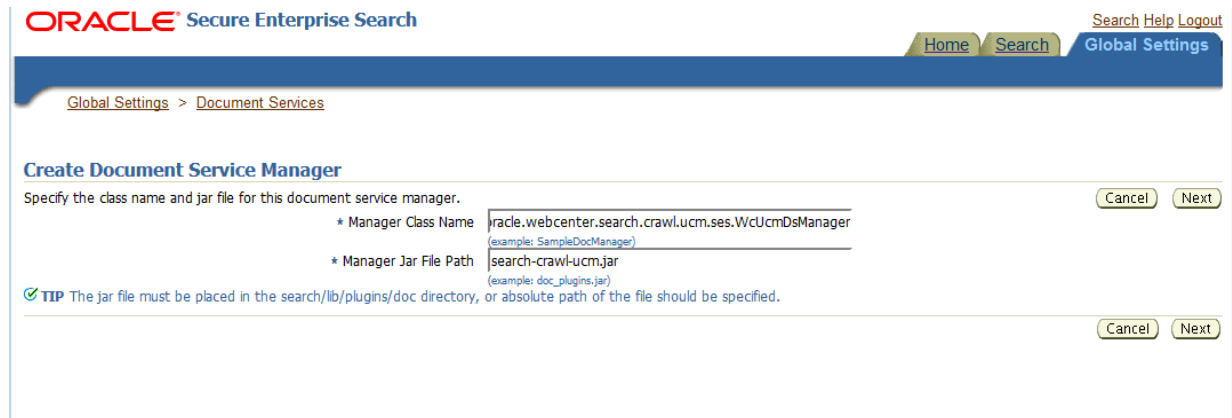 ORACLE Secure Enterprise Search
Search Help Logout
Home Search Global Settings
Global Settings > Document Services
Create Document Service Manager
Specify the class name and jar file for this document service manager.
Cancel Next
* Manager Class Name racle.webcenter.search.crawl.ucm.ses.WcUcmDsManager
(example: SampleDocManager)
* Manager Jar File Path search-crawl-ucm.jar
(example: doc_plugins.jar)
TIP The jar file must be placed in the search/lib/plugins/doc directory, or absolute path of the file should be specified.
Cancel Next